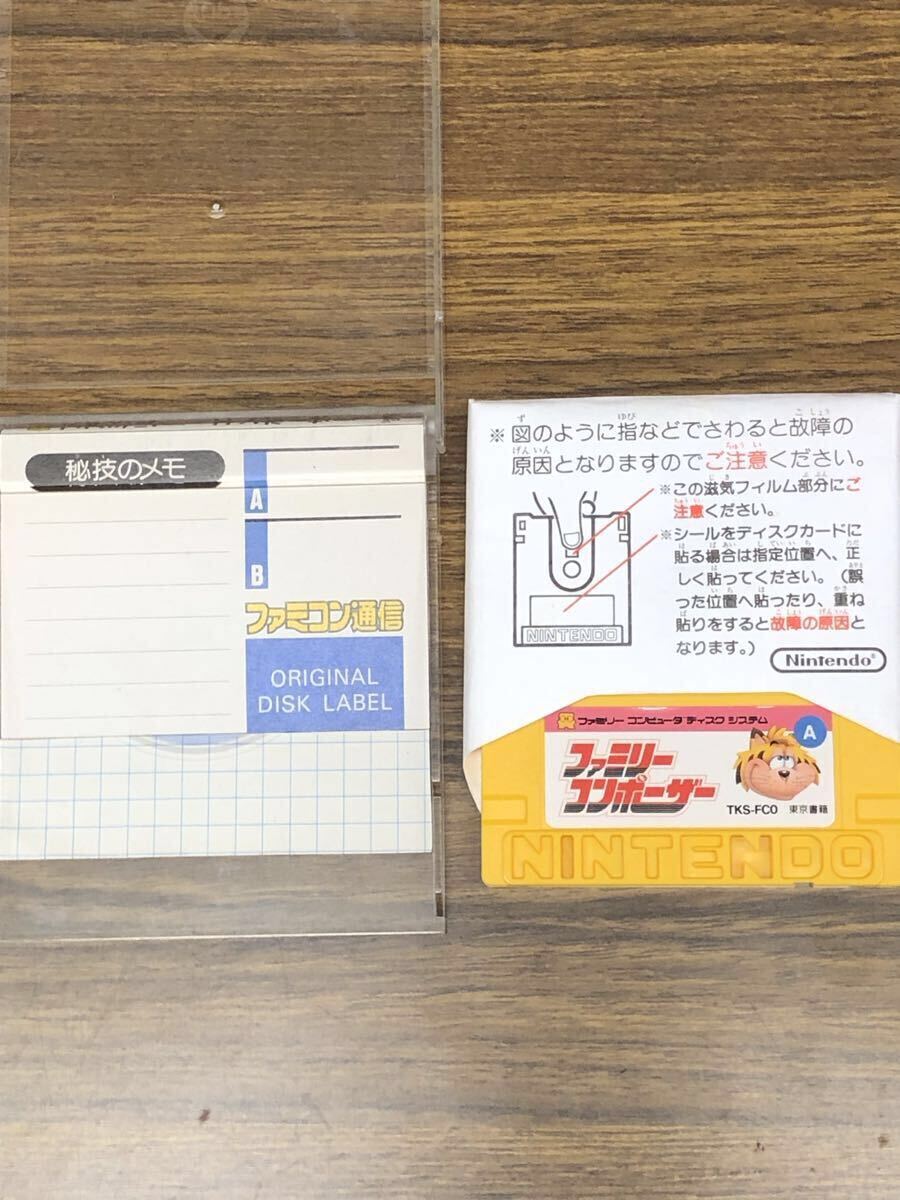 秘技のメモ
A
B
ファミコン通信
ORIGINAL
DISK LABEL
※図のように指などでさわると故障の
原因となりますのでご注意ください。
※この滋気フィルム部分にご
注意ください。
※シールをディスクカードに
貼る場合は指定位置へ、正
しく貼ってください。(誤
った位置へ貼ったり、重ね
貼りをすると故障の原因と
なります。)
NINTENDO
Nintendo®
ファミリー コンピュータ ディスク システム
A
ファミリー
コンポーザー
TKS-FCO 東京書籍
NINTENDO